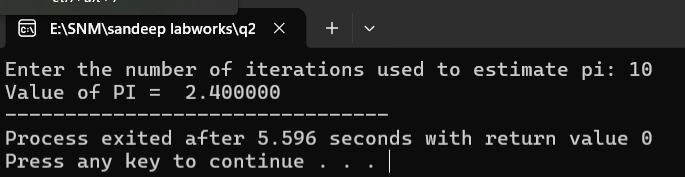 E:\SNM\sandeep labworks\q2
Enter the number of iterations used to estimate pi: 10
Value of PI =  2.400000
--------------------------------
Process exited after 5.596 seconds with return value 0
Press any key to continue . . .